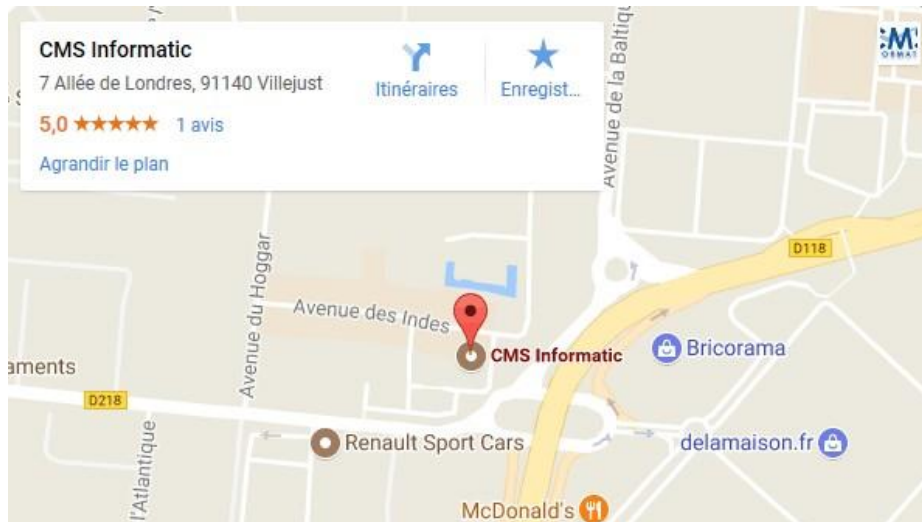 CMS Informatic
7 Allée de Londres, 91140 Villejust
5,0 ★★★★★ 1 avis
Agrandir le plan
Itinéraires
Enregist...
Avenue de la Baltiqu
Avenue du Hoggar
Avenue des Indes
CMS Informatic
D118
Bricorama
aments
D218
l'Atlantique
Renault Sport Cars
delamaison.fr
McDonald's